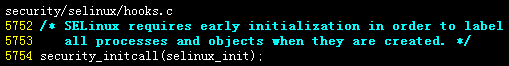 security/selinux/hooks.c
5752 /* SELinux requires early initialization in order to label
5753    all processes and objects when they are created. */
5754 security_initcall(selinux_init);